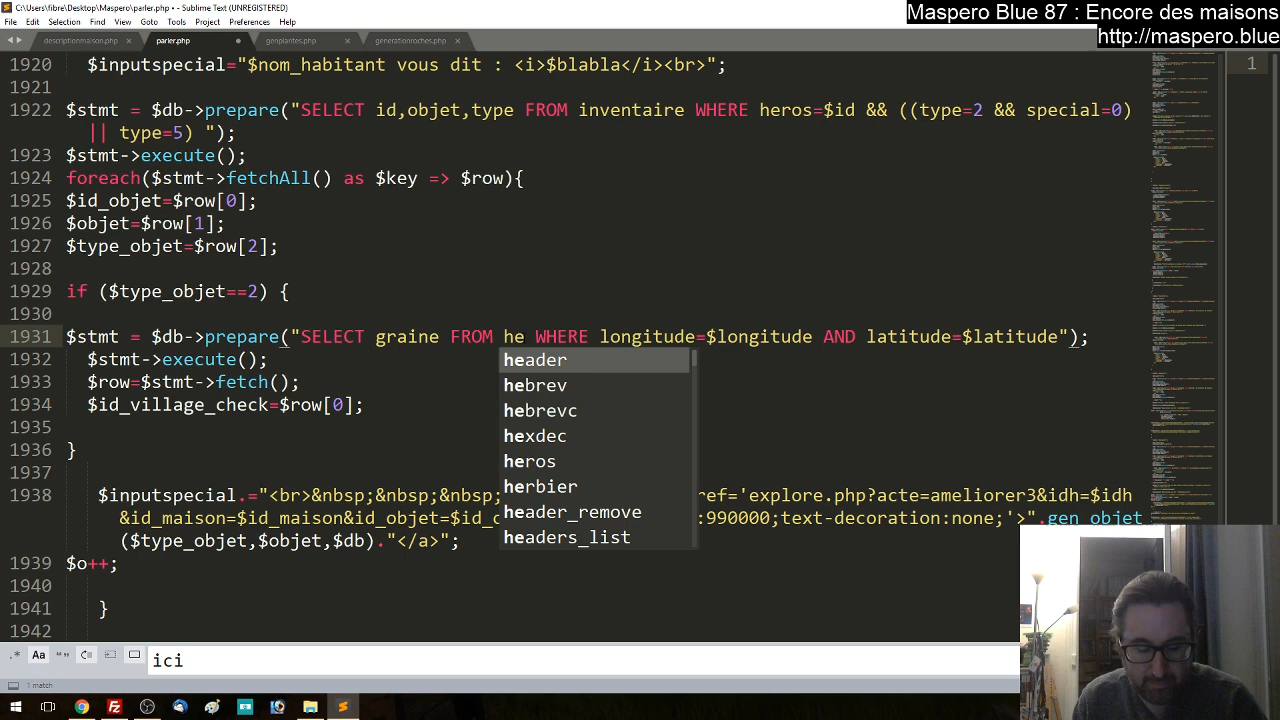 C:\Users\fibre\Desktop\Maspero\parler.php • - Sublime Text (UNREGISTERED)
Maspero Blue 87 : Encore des maisons
File Edit Selection Find View Goto Tools Project Preferences Help
http://maspero.blue
descriptionmaison.php × parler.php • genplantes.php × generationroches.php ×
1920 $inputspecial="$nom_habitant vous dit : <i>$blabla</i><br>"; 1
1921
1922 $stmt = $db->prepare("SELECT id,objet,type FROM inventaire WHERE heros=$id && ((type=2 && special=0)
|| type=5) ");
1923 $stmt->execute();
1924 foreach($stmt->fetchAll() as $key => $row){
1925 $id_objet=$row[0];
1926 $objet=$row[1];
1927 $type_objet=$row[2];
1928
1929 if ($type_objet==2) {
1930
1931 $stmt = $db->prepare("SELECT graine FROM he WHERE longitude=$longitude AND latitude=$latitude");
header
1932 $stmt->execute();
hebrev
1933 $row=$stmt->fetch();
hebrevc
1934 $id_village_check=$row[0];
hexdec
1935
1936 }
heros
1937
herbier
1938 $inputspecial.="<br>&nbsp;&nbsp;&nbsp; ref='explore.php?acte=ameliorer3&idh=$idh
header_remove
&id_maison=$id_maison&id_objet=$id_o :990000;text-decoration:none;'>".gen_objet
headers_list
($type_objet,$objet,$db)."</a>";
1939 $o++;
1940
1941 }
1942
.* Aa “” ici
1 match